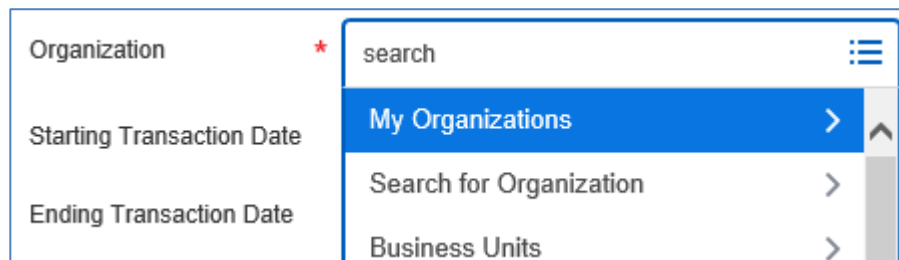 Organization * search
My Organizations
Starting Transaction Date
Search for Organization
Ending Transaction Date
Business Units